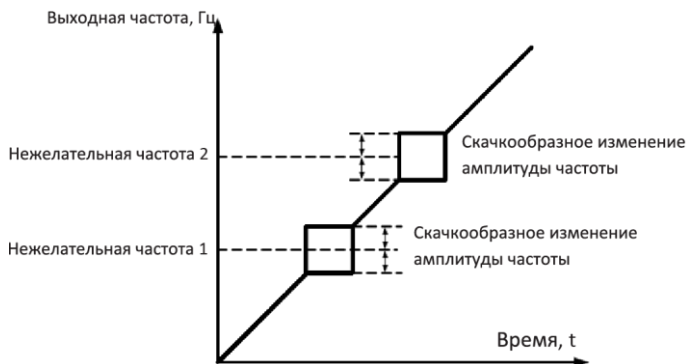 Выходная частота, Гц
Нежелательная частота 2
Скачкообразное изменение
амплитуды частоты
Нежелательная частота 1
Скачкообразное изменение
амплитуды частоты
Время, t